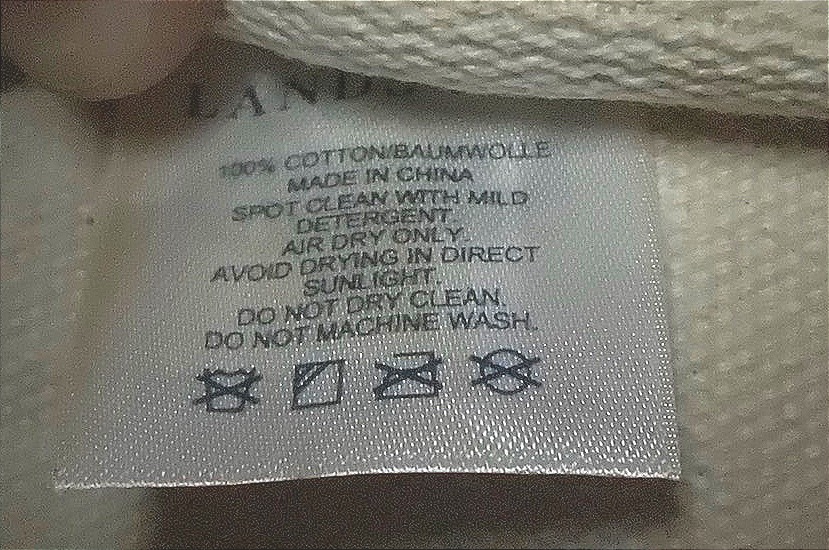 100% COTTON/BAUMWOLLE
MADE IN CHINA
SPOT CLEAN WITH MILD
DETERGENT.
AIR DRY ONLY.
AVOID DRYING IN DIRECT
SUNLIGHT.
DO NOT DRY CLEAN.
DO NOT MACHINE WASH.